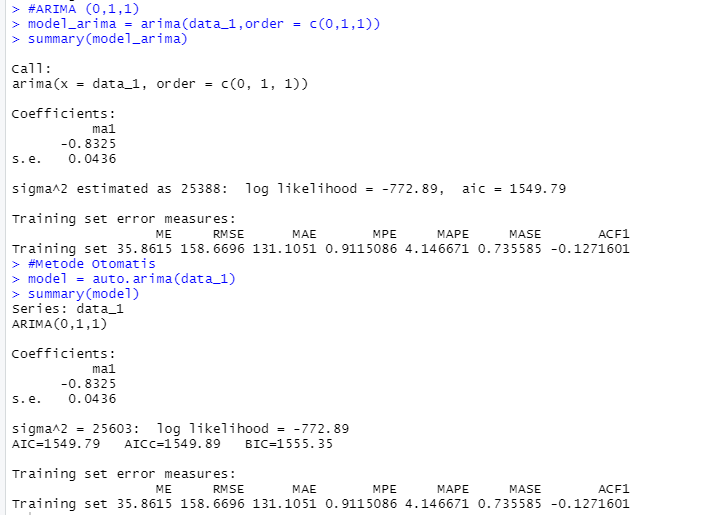 > #ARIMA (0,1,1)
> model_arima = arima(data_1,order = c(0,1,1))
> summary(model_arima)
Call:
arima(x = data_1, order = c(0, 1, 1))
Coefficients:
          ma1
      -0.8325
s.e.   0.0436
sigma^2 estimated as 25388:  log likelihood = -772.89,  aic = 1549.79
Training set error measures:
                  ME     RMSE      MAE       MPE     MAPE     MASE       ACF1
Training set 35.8615 158.6696 131.1051 0.9115086 4.146671 0.735585 -0.1271601
> #Metode Otomatis
> model = auto.arima(data_1)
> summary(model)
Series: data_1
ARIMA(0,1,1)
Coefficients:
          ma1
      -0.8325
s.e.   0.0436
sigma^2 = 25603:  log likelihood = -772.89
AIC=1549.79   AICc=1549.89   BIC=1555.35
Training set error measures:
                  ME     RMSE      MAE       MPE     MAPE     MASE       ACF1
Training set 35.8615 158.6696 131.1051 0.9115086 4.146671 0.735585 -0.1271601